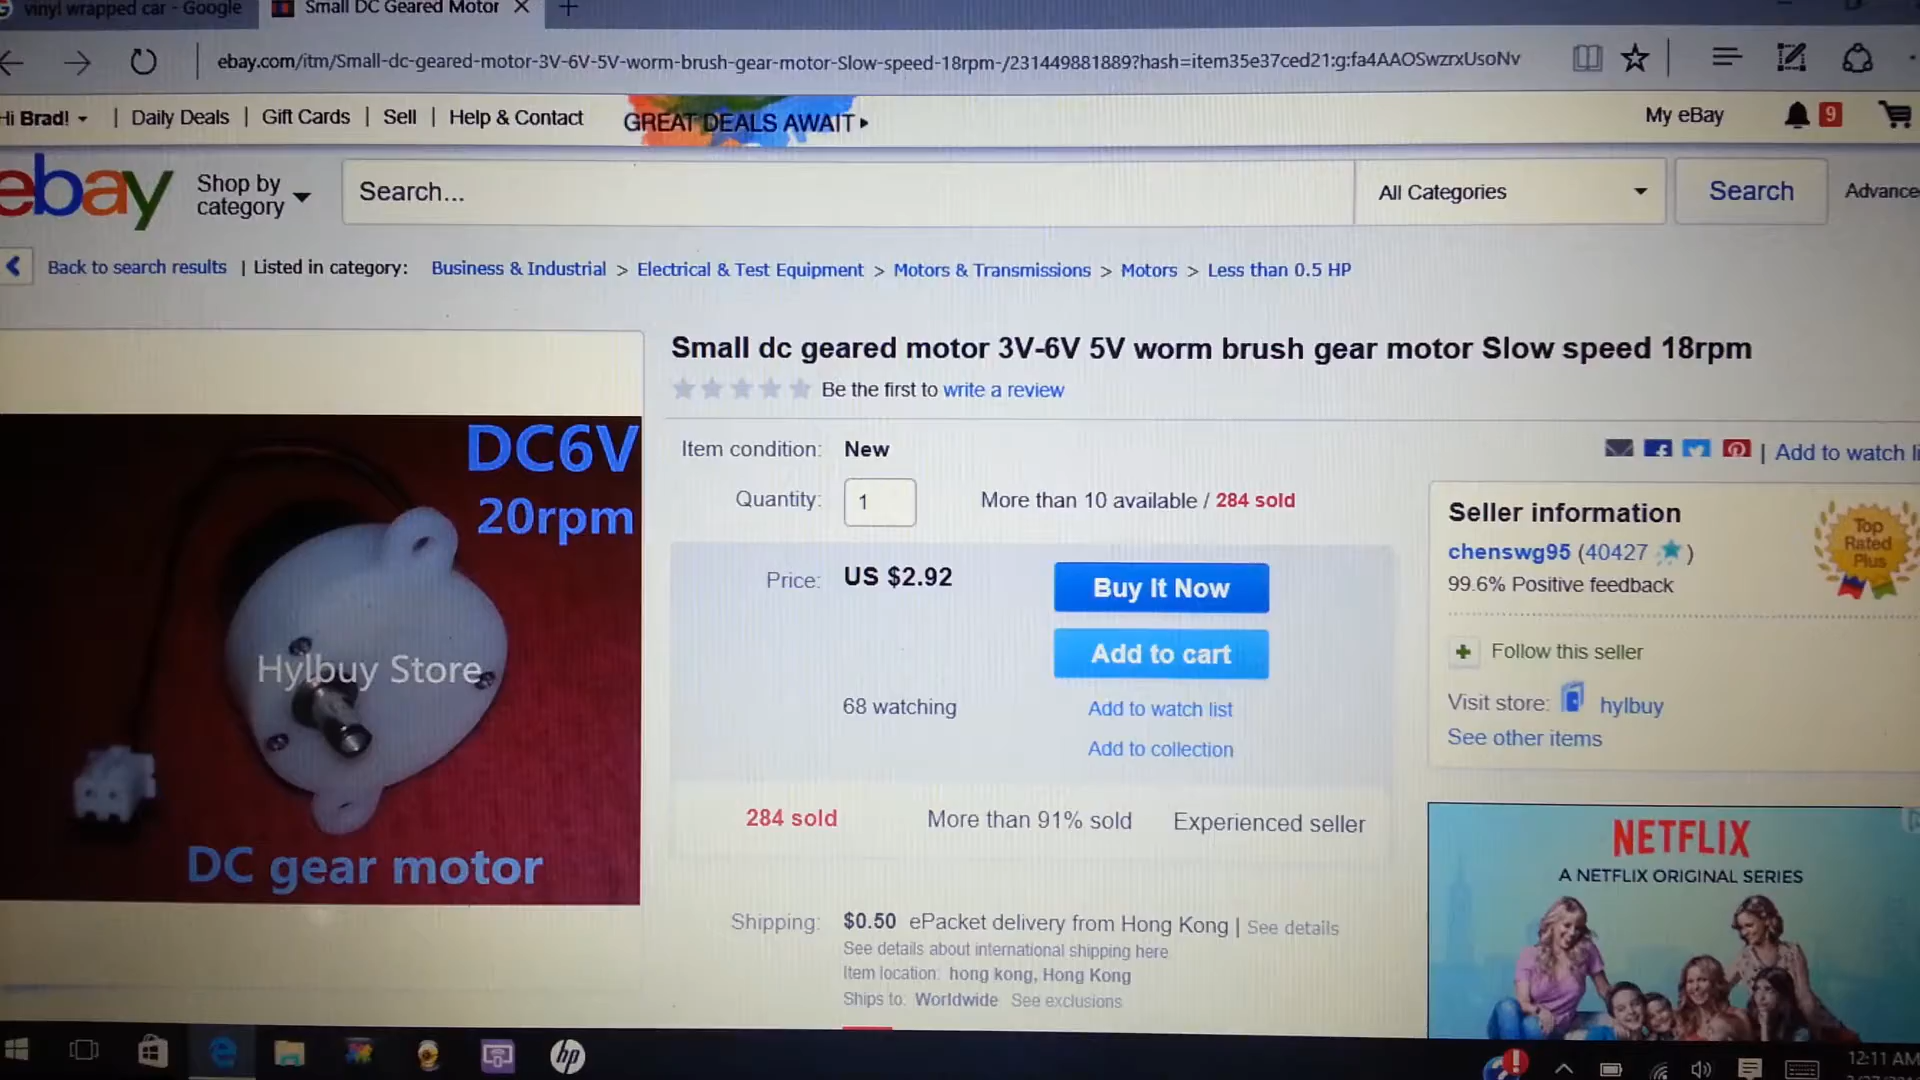 vinyl wrapped car - Google
Small DC Geared Motor
ebay.com/itm/Small-dc-geared-motor-3V-6V-5V-worm-brush-gear-motor-Slow-speed-18rpm-/231449881889?hash=item35e37ced21:g:fa4AAOSwzrxUsoNv
Hi Brad! | Daily Deals | Gift Cards | Sell | Help & Contact
GREAT DEALS AWAIT
My eBay
9
ebay
Shop by
category
Search...
All Categories
Search
Advance
Back to search results | Listed in category: Business & Industrial > Electrical & Test Equipment > Motors & Transmissions > Motors > Less than 0.5 HP
Small dc geared motor 3V-6V 5V worm brush gear motor Slow speed 18rpm
Be the first to write a review
DC6V
20rpm
Hylbuy Store
DC gear motor
Item condition: New
Quantity: 1
More than 10 available / 284 sold
Price: US $2.92
Buy It Now
Add to cart
68 watching
Add to watch list
Add to collection
284 sold
More than 91% sold
Experienced seller
Shipping: $0.50 ePacket delivery from Hong Kong | See details
See details about international shipping here
Item location: hong kong, Hong Kong
Ships to: Worldwide See exclusions
| Add to watch li
Seller information
chenswg95 (40427 )
99.6% Positive feedback
Top
Rated
Plus
Follow this seller
Visit store: hylbuy
See other items
NETFLIX
A NETFLIX ORIGINAL SERIES
hp
12:11 AM